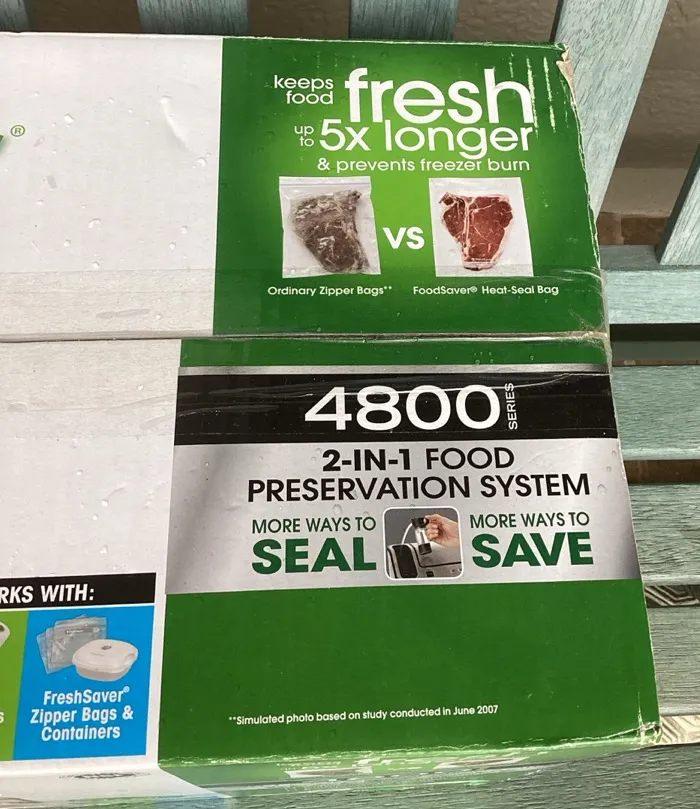 ®
keeps
food
fresh
up
to
5x longer
& prevents freezer burn
VS
Ordinary Zipper Bags** FoodSaver® Heat-Seal Bag
4800 SERIES
2-IN-1 FOOD
PRESERVATION SYSTEM
MORE WAYS TO
SEAL
MORE WAYS TO
SAVE
RKS WITH:
s
FreshSaver®
Zipper Bags &
Containers
**Simulated photo based on study conducted in June 2007